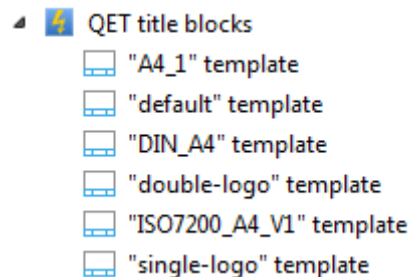 QET title blocks
"A4_1" template
"default" template
"DIN_A4" template
"double-logo" template
"ISO7200_A4_V1" template
"single-logo" template